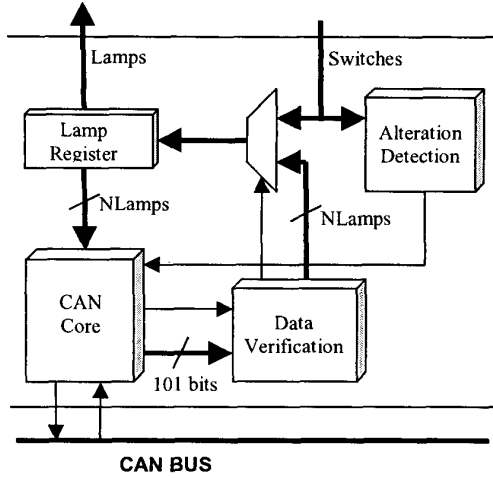 Lamps
Switches
Lamp
Register
Alteration
Detection
NLamps
NLamps
CAN
Core
Data
Verification
101 bits
CAN BUS